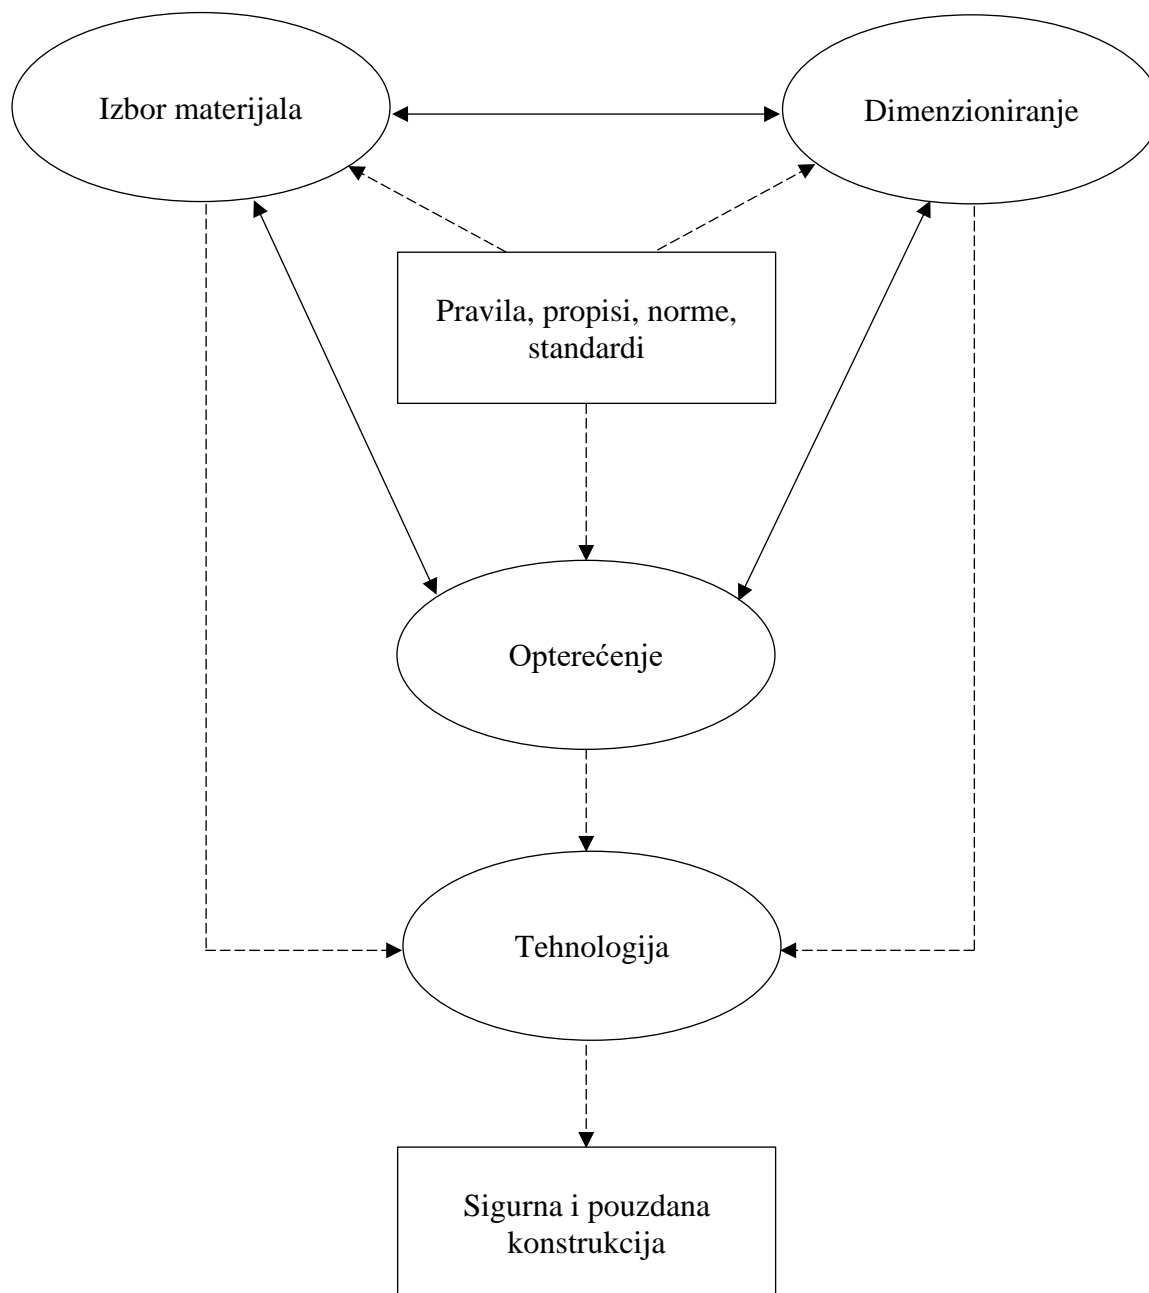 Izbor materijala
Dimenzioniranje
Pravila, propisi, norme,
standardi
Opterećenje
Tehnologija
Sigurna i pouzdana
konstrukcija